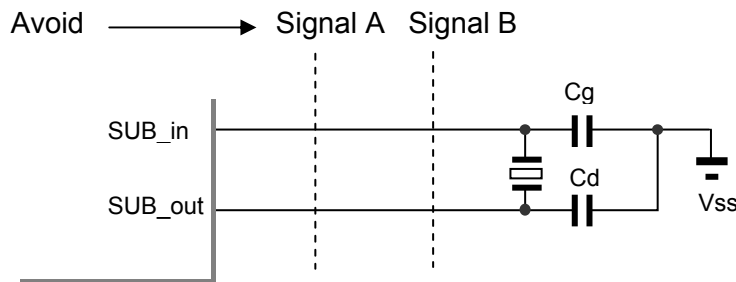 Avoid
Signal A
Signal B
Cg
SUB_in
Cd
SUB_out
Vss